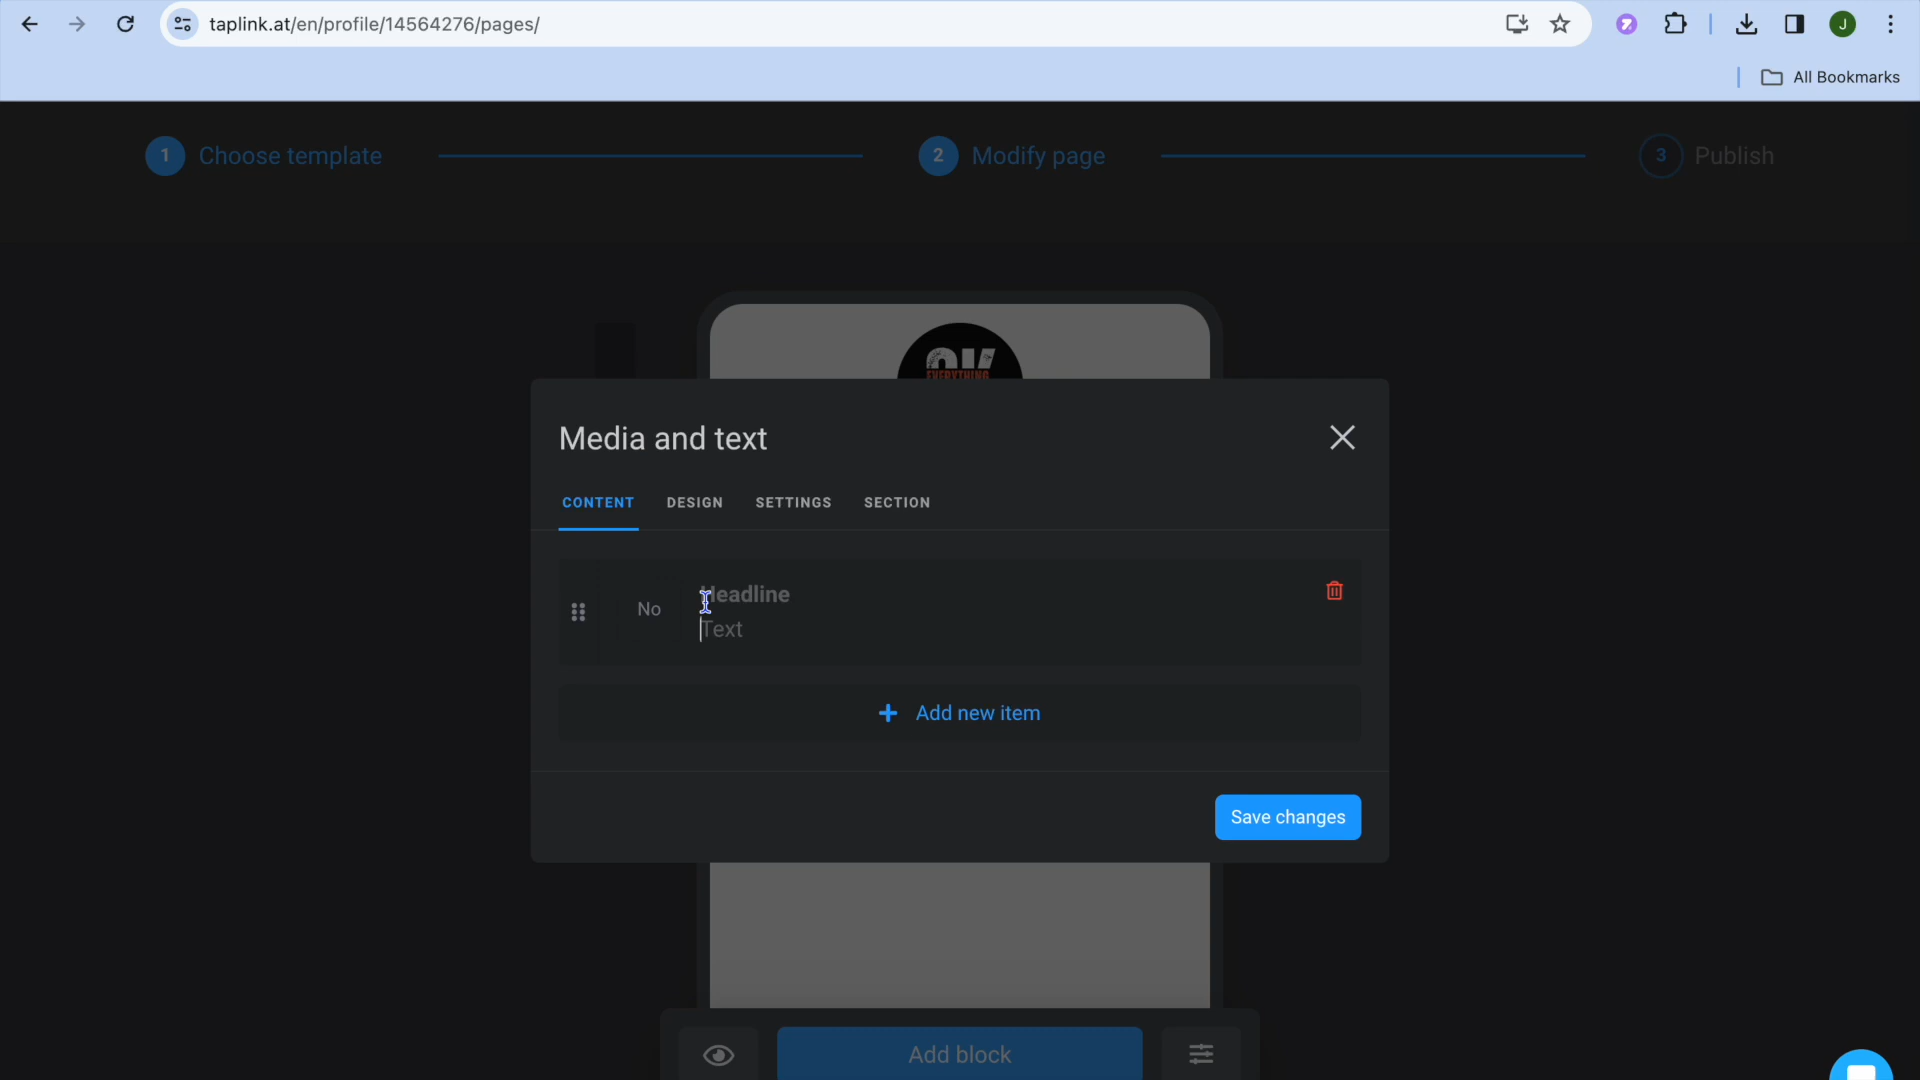 taplink.at/en/profile/14564276/pages/
J
All Bookmarks
1 Choose template
2 Modify page
3 Publish
EVERYTHING
Media and text
CONTENT DESIGN SETTINGS SECTION
No
Headline
Text
+ Add new item
Save changes
Add block